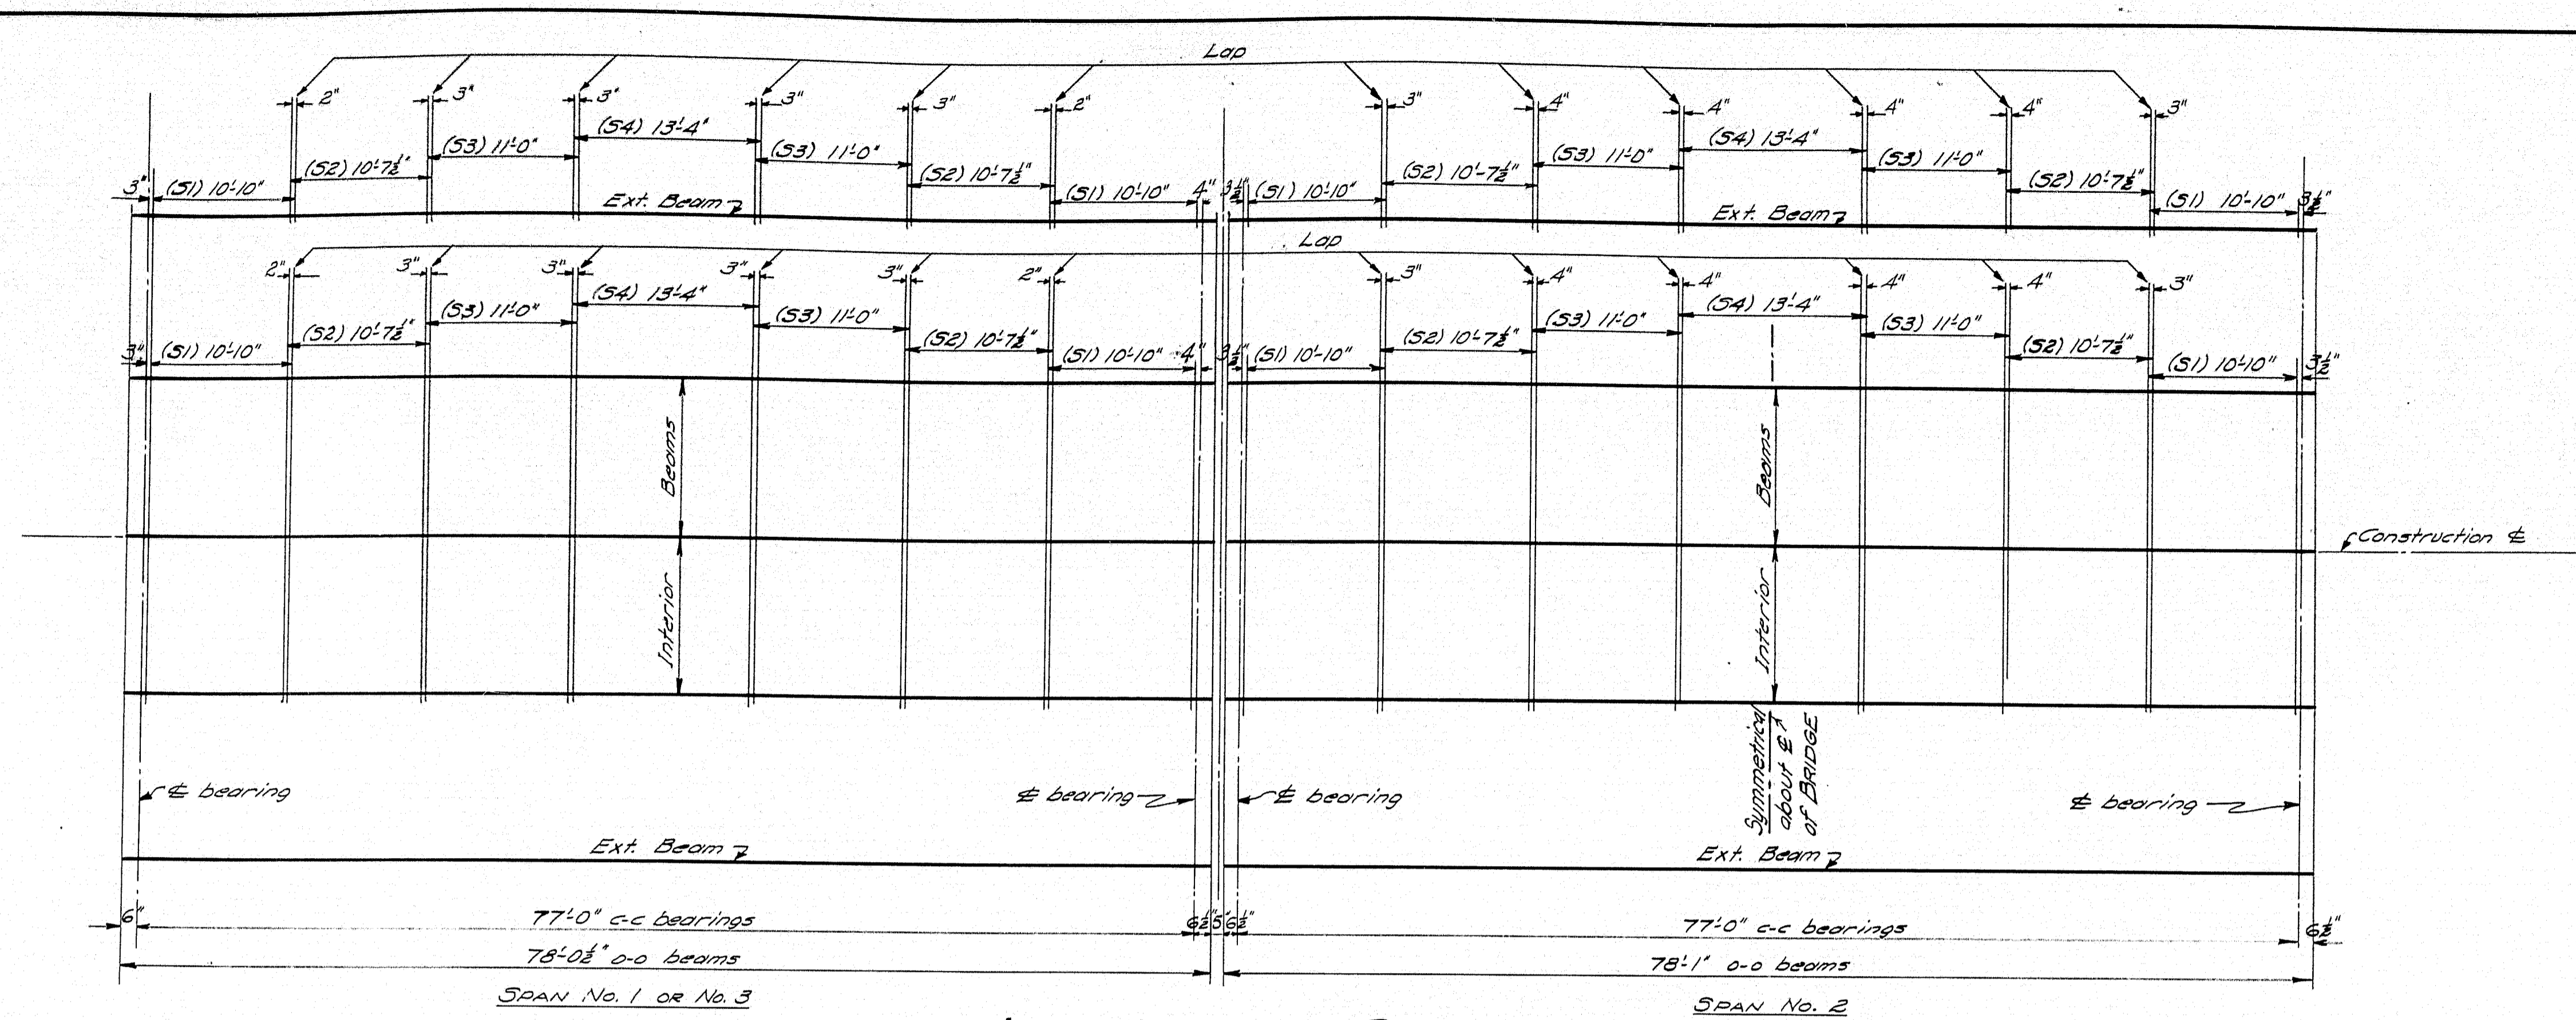 Lap
2" 3" 3" 3" 3" 2" 3" 4" 4" 4" 4" 3"
(S4) 13'-4" (S4) 13'-4"
(S3) 11'-0" (S3) 11'-0" (S3) 11'-0" (S3) 11'-0"
(S2) 10'-7½" (S2) 10'-7½" (S2) 10'-7½" (S2) 10'-7½"
3" (S1) 10'-10" (S1) 10'-10" 4" 3½" (S1) 10'-10" (S1) 10'-10" 3½"
Ext. Beam Ext. Beam
Lap
2" 3" 3" 3" 3" 2" 3" 4" 4" 4" 4" 3"
(S4) 13'-4" (S4) 13'-4"
(S3) 11'-0" (S3) 11'-0" (S3) 11'-0" (S3) 11'-0"
(S2) 10'-7½" (S2) 10'-7½" (S2) 10'-7½" (S2) 10'-7½"
3" (S1) 10'-10" (S1) 10'-10" 4" 3½" (S1) 10'-10" (S1) 10'-10" 3½"
Interior Beams
Interior Beams
Construction ℄
Symmetrical
about ℄
of BRIDGE
℄ bearing ℄ bearing ℄ bearing ℄ bearing
Ext. Beam Ext. Beam
6" 77'-0" c-c bearings 6½" 5" 6½" 77'-0" c-c bearings 6½"
78'-0½" o-o beams 78'-1" o-o beams
SPAN No. 1 OR No. 3 SPAN No. 2